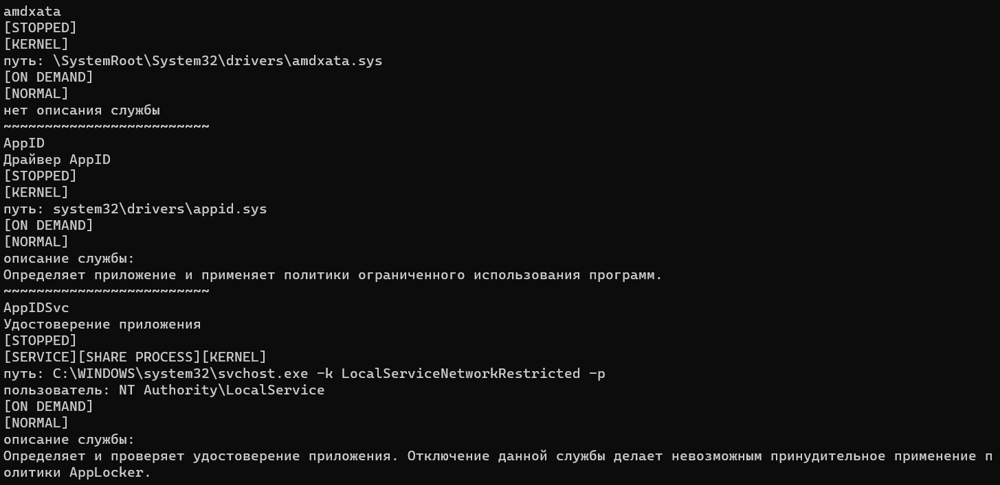 amdxata
[STOPPED]
[KERNEL]
путь: \SystemRoot\System32\drivers\amdxata.sys
[ON DEMAND]
[NORMAL]
нет описания службы
~~~~~~~~~~~~~~~~~~~~~~~~~
AppID
Драйвер AppID
[STOPPED]
[KERNEL]
путь: system32\drivers\appid.sys
[ON DEMAND]
[NORMAL]
описание службы:
Определяет приложение и применяет политики ограниченного использования программ.
~~~~~~~~~~~~~~~~~~~~~~~~~
AppIDSvc
Удостоверение приложения
[STOPPED]
[SERVICE][SHARE PROCESS][KERNEL]
путь: C:\WINDOWS\system32\svchost.exe -k LocalServiceNetworkRestricted -p
пользователь: NT Authority\LocalService
[ON DEMAND]
[NORMAL]
описание службы:
Определяет и проверяет удостоверение приложения. Отключение данной службы делает невозможным принудительное применение п
олитики AppLocker.